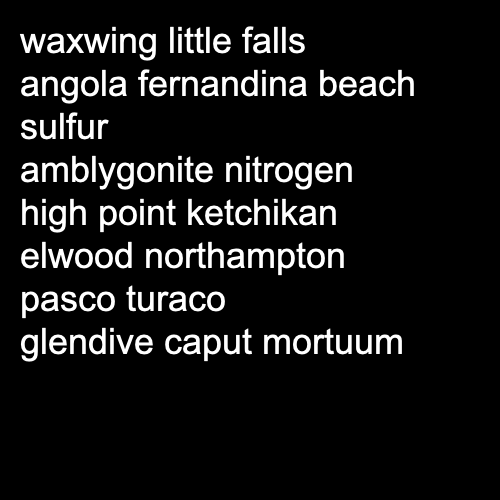 waxwing little falls
angola fernandina beach
sulfur
amblygonite nitrogen
high point ketchikan
elwood northampton
pasco turaco
glendive caput mortuum